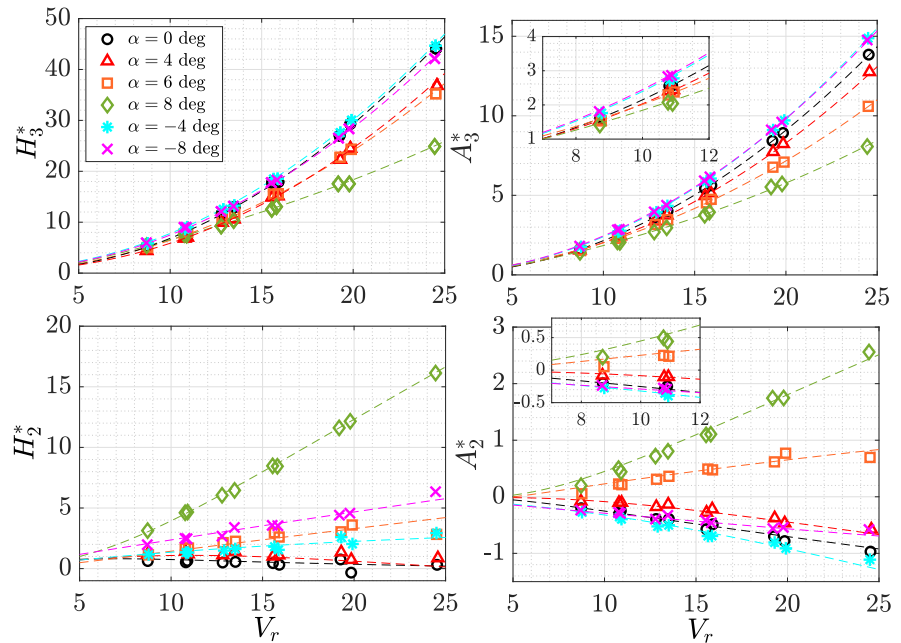 50
40
30
20
10
0
H₃*
α = 0 deg
α = 4 deg
α = 6 deg
α = 8 deg
α = −4 deg
α = −8 deg
5 10 15 20 25
15
10
5
0
A₃*
4
3
2
1
8 10 12
5 10 15 20 25
20
15
10
5
0
H₂*
5 10 15 20 25
V_r
3
2
1
0
-1
A₂*
0.5
0
-0.5
8 10 12
5 10 15 20 25
V_r